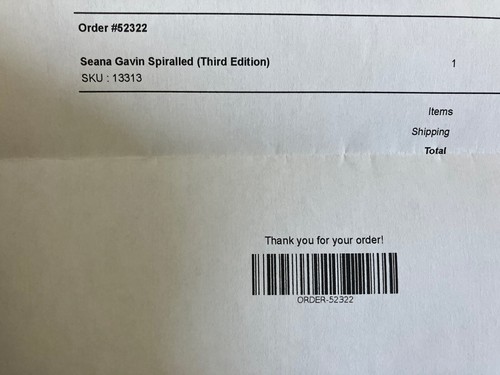 Order #52322
Seana Gavin Spiralled (Third Edition) 1
SKU : 13313
Items
Shipping
Total
Thank you for your order!
ORDER-52322